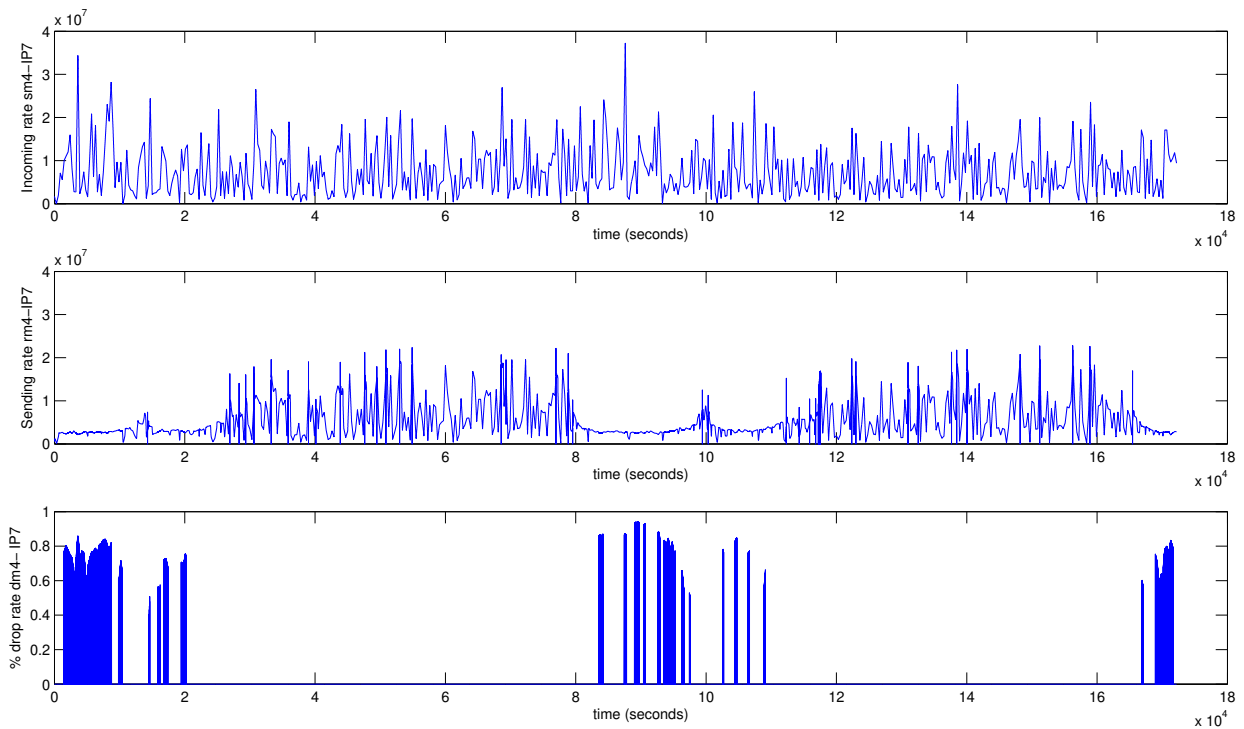 x 10^7
4
3
2
1
0
Incoming rate sm4−IP7
0 2 4 6 8 10 12 14 16 18
time (seconds)
x 10^4
x 10^7
4
3
2
1
0
Sending rate rm4−IP7
0 2 4 6 8 10 12 14 16 18
time (seconds)
x 10^4
1
0.8
0.6
0.4
0.2
0
% drop rate dm4− IP7
0 2 4 6 8 10 12 14 16 18
time (seconds)
x 10^4